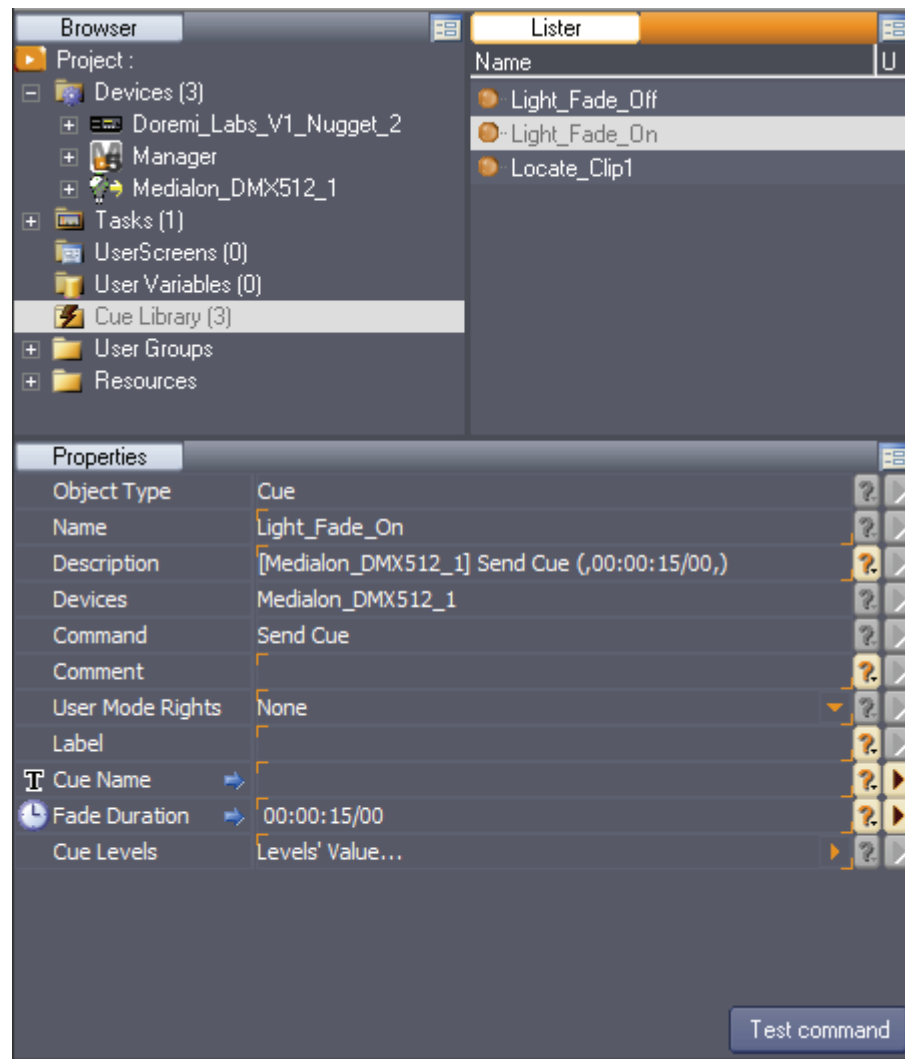 Browser
Project :
Devices (3)
Doremi_Labs_V1_Nugget_2
Manager
Medialon_DMX512_1
Tasks (1)
UserScreens (0)
User Variables (0)
Cue Library (3)
User Groups
Resources
Lister
Name U
Light_Fade_Off
Light_Fade_On
Locate_Clip1
Properties
Object Type Cue
Name Light_Fade_On
Description [Medialon_DMX512_1] Send Cue (,00:00:15/00,)
Devices Medialon_DMX512_1
Command Send Cue
Comment
User Mode Rights None
Label
T Cue Name
Fade Duration 00:00:15/00
Cue Levels Levels' Value...
Test command